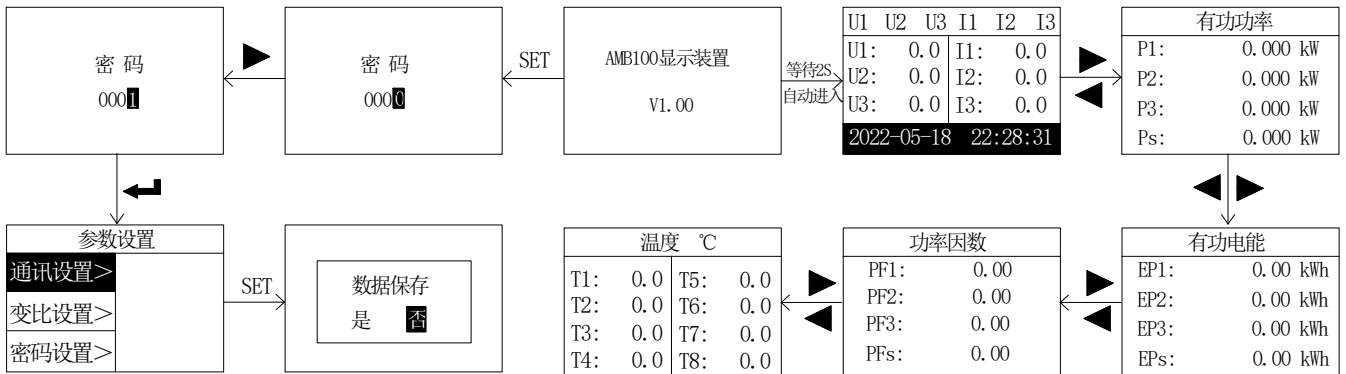 密 码
0001
密 码
0000
SET
AMB100显示装置
V1.00
等待2S
自动进入
U1 U2 U3 I1 I2 I3
U1: 0.0 I1: 0.0
U2: 0.0 I2: 0.0
U3: 0.0 I3: 0.0
2022-05-18 22:28:31
有功功率
P1: 0.000 kW
P2: 0.000 kW
P3: 0.000 kW
Ps: 0.000 kW
参数设置
通讯设置>
变比设置>
密码设置>
SET
数据保存
是 否
温度 ℃
T1: 0.0 T5: 0.0
T2: 0.0 T6: 0.0
T3: 0.0 T7: 0.0
T4: 0.0 T8: 0.0
功率因数
PF1: 0.00
PF2: 0.00
PF3: 0.00
PFs: 0.00
有功电能
EP1: 0.00 kWh
EP2: 0.00 kWh
EP3: 0.00 kWh
EPs: 0.00 kWh